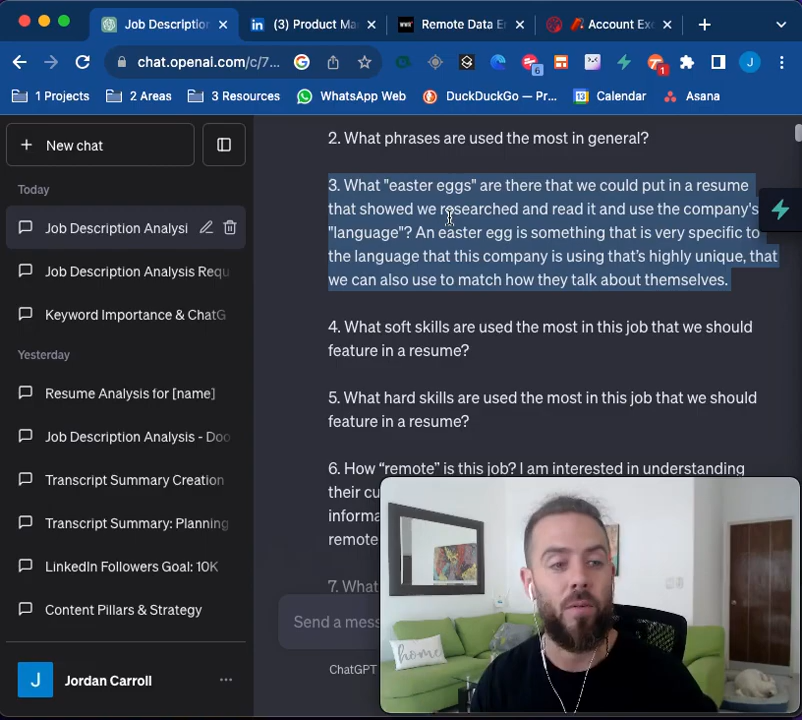 Job Description
(3) Product Ma
Remote Data E
Account Exe
chat.openai.com/c/7...
6
1
J
1 Projects
2 Areas
3 Resources
WhatsApp Web
DuckDuckGo — Pr...
Calendar
Asana
New chat
Today
Job Description Analysi
Job Description Analysis Requ
Keyword Importance & ChatG
Yesterday
Resume Analysis for [name]
Job Description Analysis - Doo
Transcript Summary Creation
Transcript Summary: Planning
LinkedIn Followers Goal: 10K
Content Pillars & Strategy
J
Jordan Carroll
2. What phrases are used the most in general?
3. What "easter eggs" are there that we could put in a resume
that showed we researched and read it and use the company's
"language"? An easter egg is something that is very specific to
the language that this company is using that's highly unique, that
we can also use to match how they talk about themselves.
4. What soft skills are used the most in this job that we should
feature in a resume?
5. What hard skills are used the most in this job that we should
feature in a resume?
6. How “remote” is this job? I am interested in understanding
their cu
informa
remote
7. What
Send a mess
ChatGPT
home